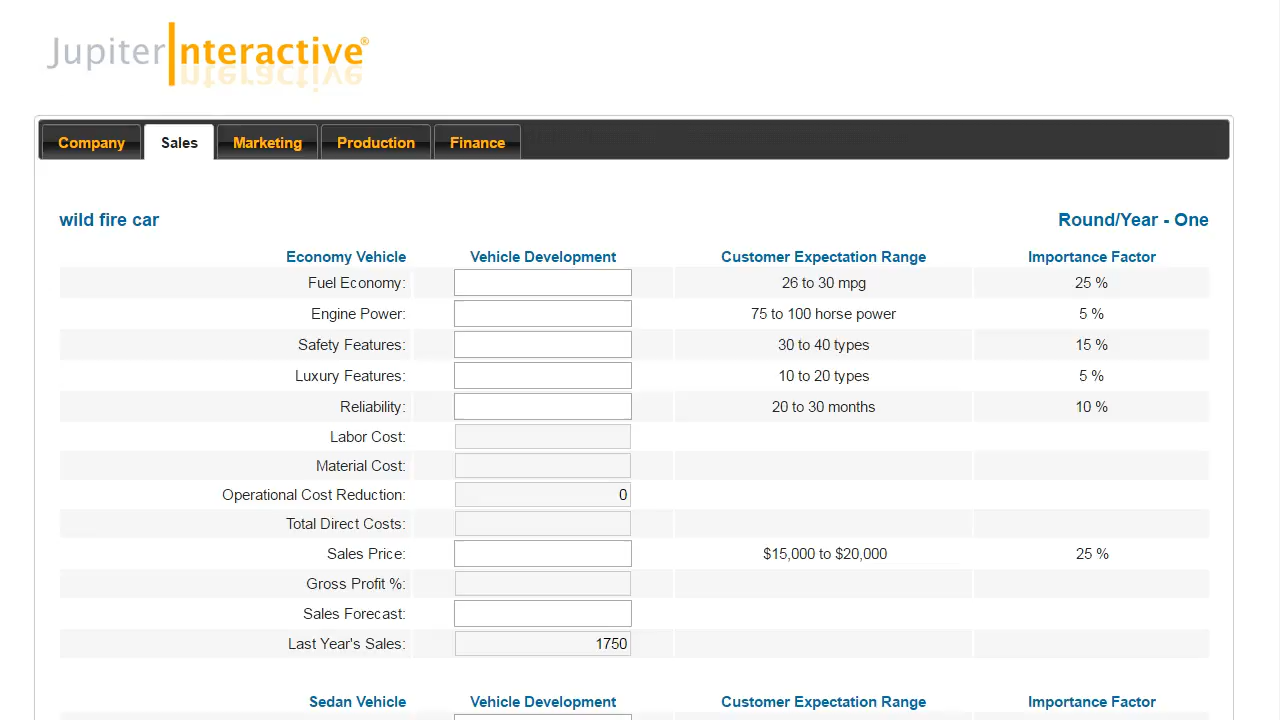 JupiterInteractive®
Company Sales Marketing Production Finance
wild fire car Round/Year - One
Economy Vehicle Vehicle Development Customer Expectation Range Importance Factor
Fuel Economy: 26 to 30 mpg 25 %
Engine Power: 75 to 100 horse power 5 %
Safety Features: 30 to 40 types 15 %
Luxury Features: 10 to 20 types 5 %
Reliability: 20 to 30 months 10 %
Labor Cost:
Material Cost:
Operational Cost Reduction: 0
Total Direct Costs:
Sales Price: $15,000 to $20,000 25 %
Gross Profit %:
Sales Forecast:
Last Year's Sales: 1750
Sedan Vehicle Vehicle Development Customer Expectation Range Importance Factor